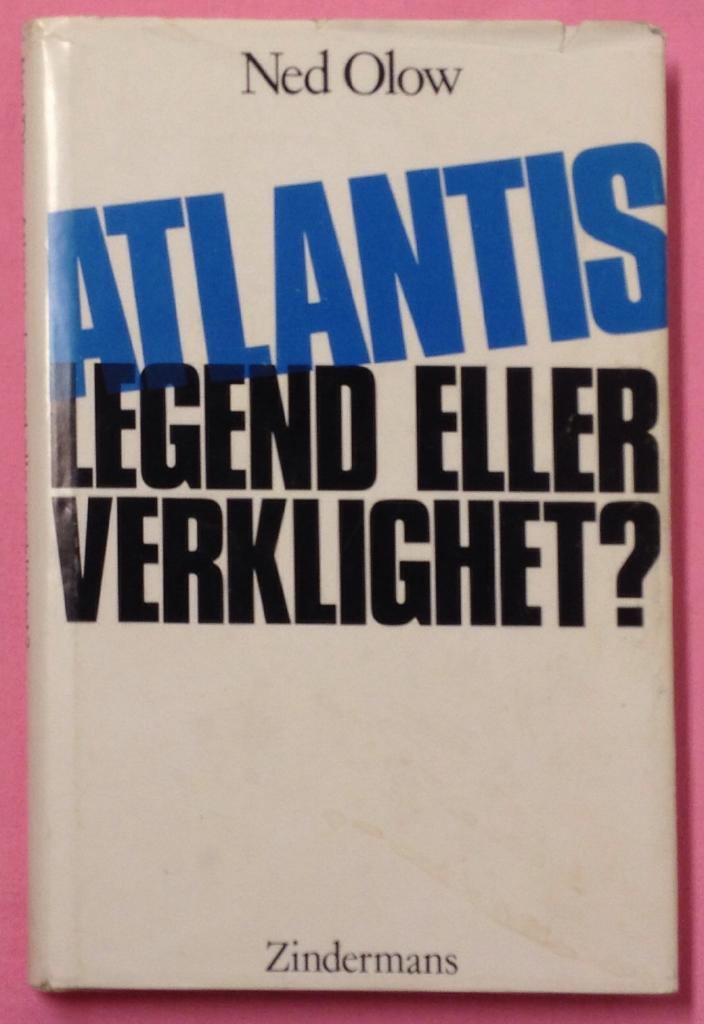 Ned Olow
ATLANTIS
LEGEND ELLER
VERKLIGHET?
Zindermans